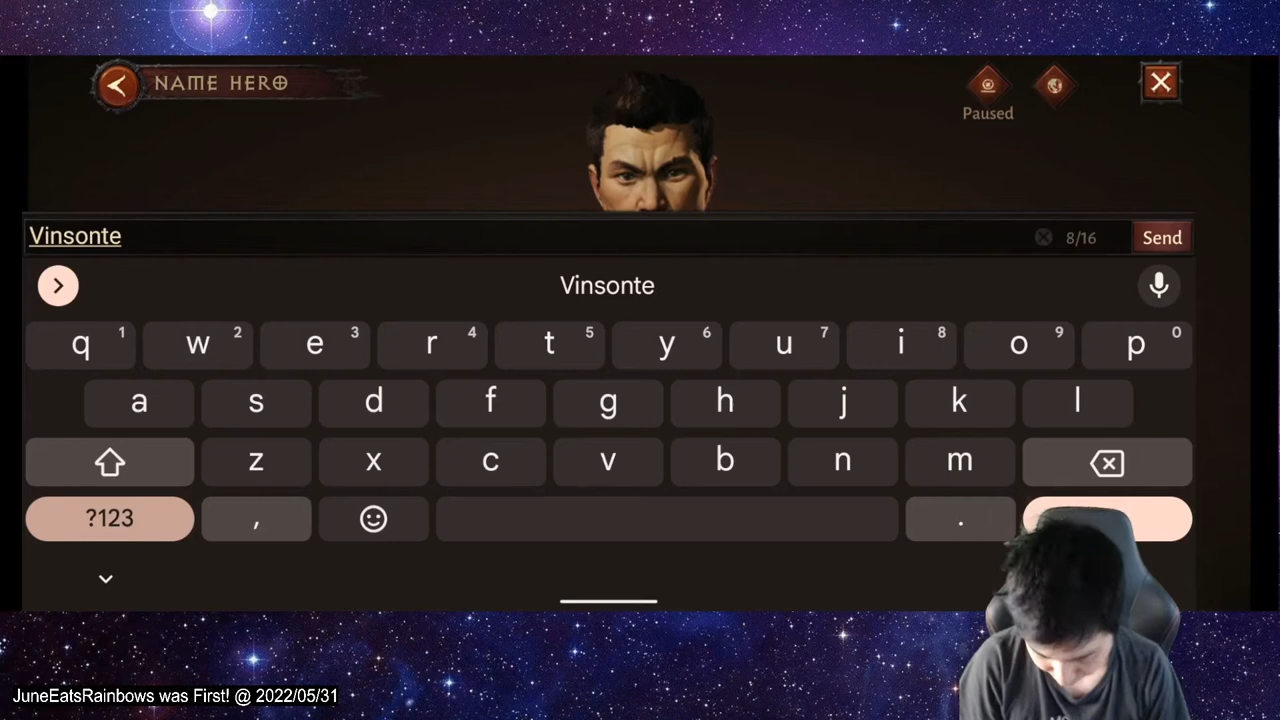 NAME HERO
Paused
Vinsonte
8/16
Send
Vinsonte
q 1 w 2 e 3 r 4 t 5 y 6 u 7 i 8 o 9 p 0
a s d f g h j k l
z x c v b n m
?123 , .
JuneEatsRainbows was First! @ 2022/05/31